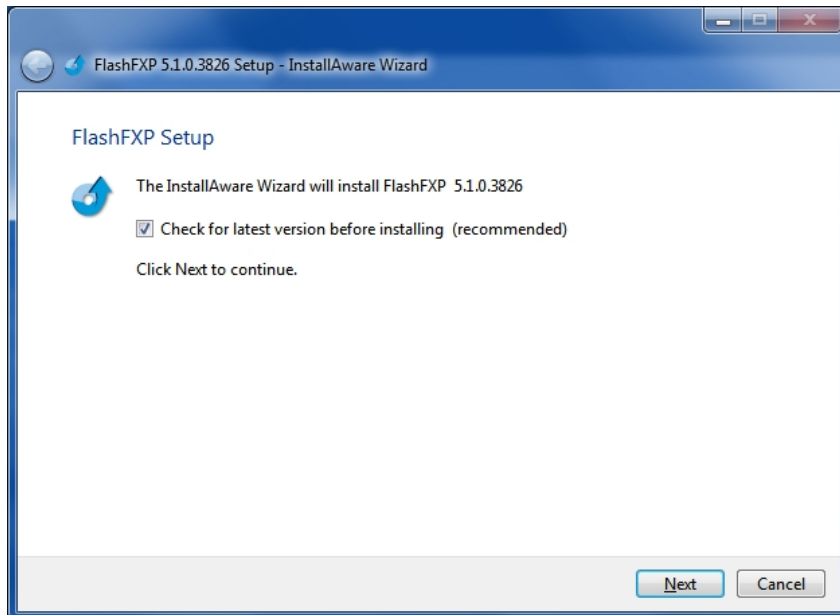 FlashFXP 5.1.0.3826 Setup - InstallAware Wizard
FlashFXP Setup
The InstallAware Wizard will install FlashFXP  5.1.0.3826
Check for latest version before installing  (recommended)
Click Next to continue.
Next
Cancel